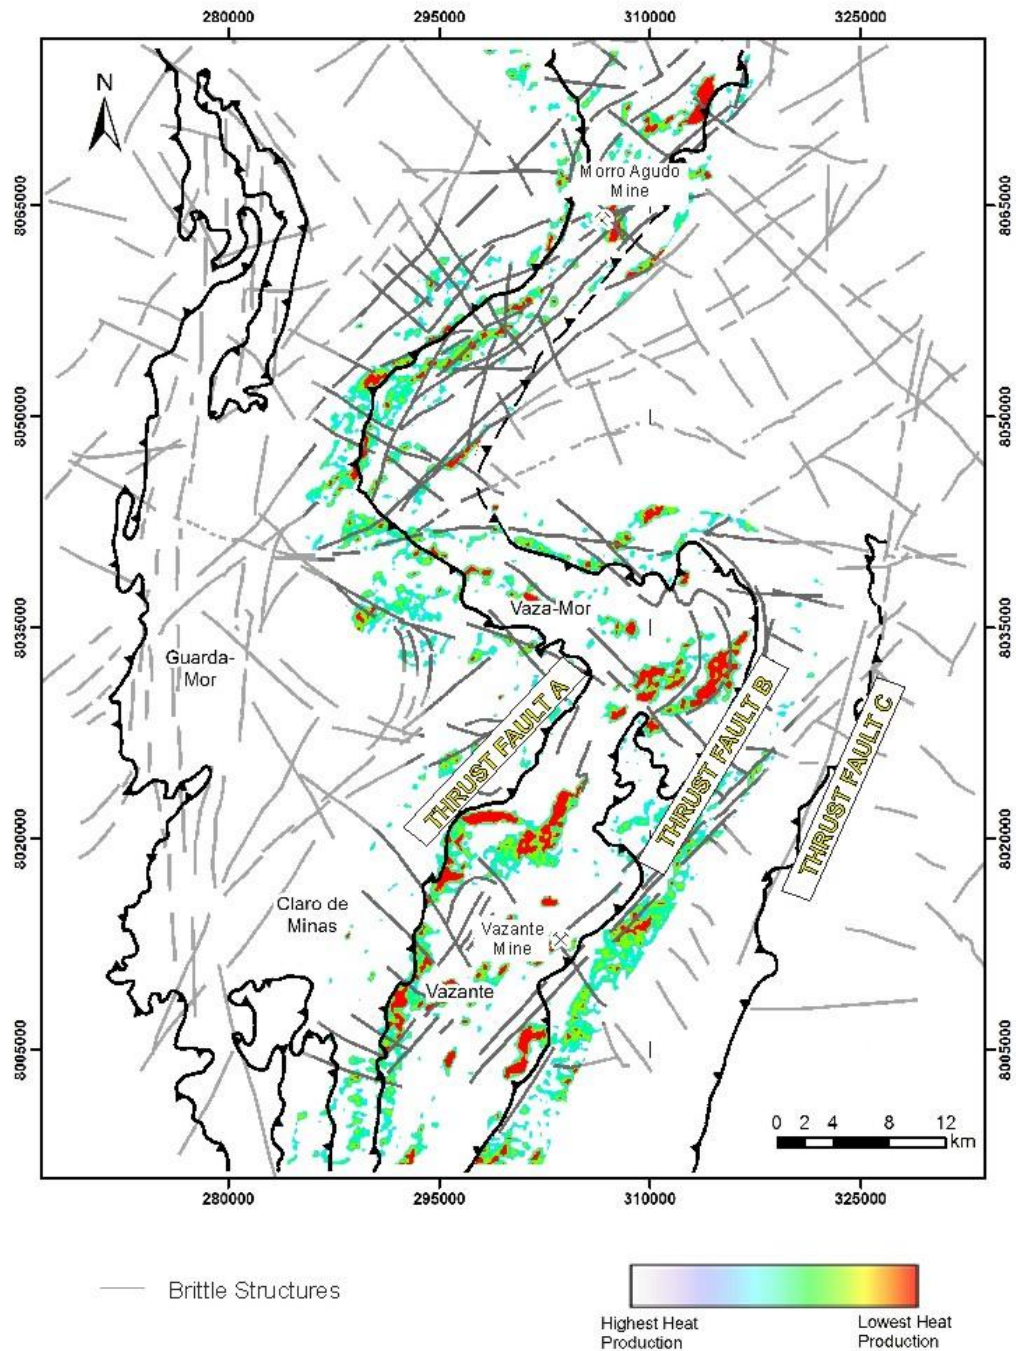 280000 295000 310000 325000
N
Morro Agudo
Mine
8065000 8065000
8050000 8050000
Vaza-Mor
8035000 8035000
Guarda-
Mor
THRUST FAULT A
THRUST FAULT B
THRUST FAULT C
8020000 8020000
Claro de
Minas
Vazante
Mine
Vazante
8005000 8005000
0 2 4 8 12
km
280000 295000 310000 325000
Brittle Structures
Highest Heat
Production
Lowest Heat
Production